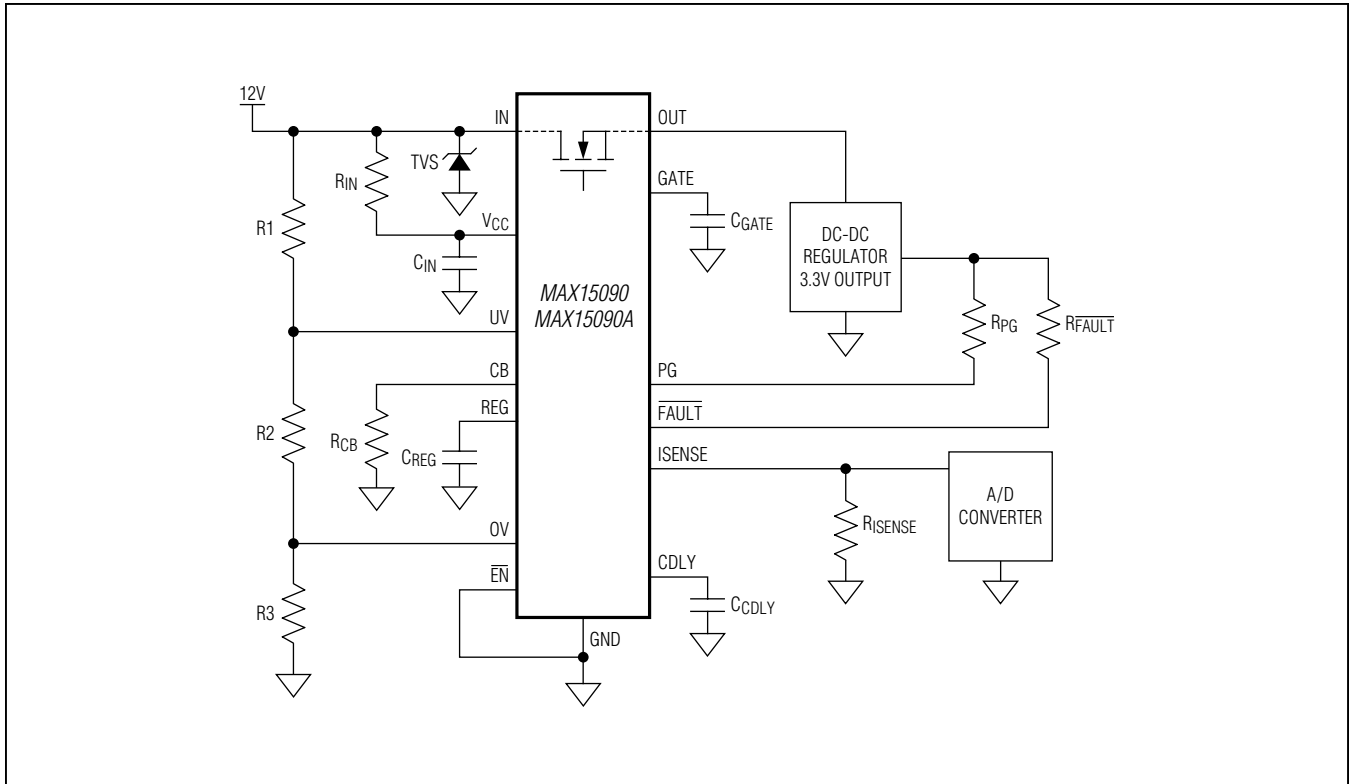 12V
IN
OUT
TVS
RIN
GATE
R1
VCC
CGATE
CIN
DC-DC
REGULATOR
3.3V OUTPUT
MAX15090
MAX15090A
UV
RPG
RFAULT
CB
PG
REG
FAULT
R2
RCB
CREG
ISENSE
A/D
CONVERTER
RISENSE
OV
CDLY
EN
CCDLY
R3
GND